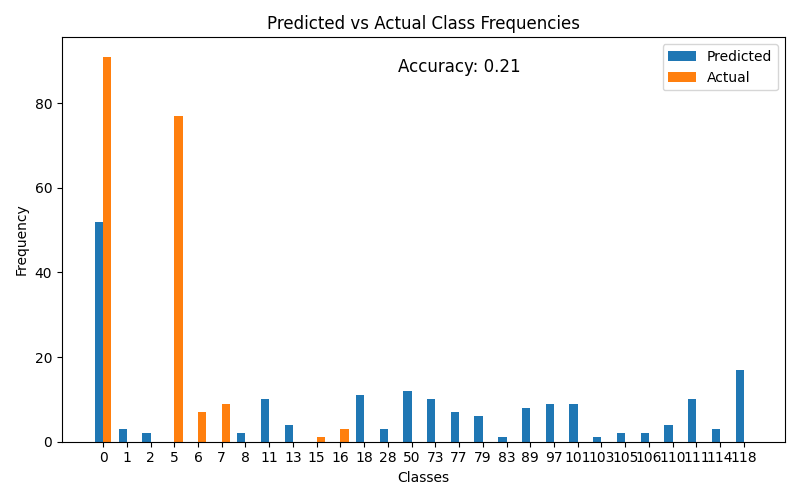 Predicted vs Actual Class Frequencies
Accuracy: 0.21
Predicted
Actual
Frequency
80
60
40
20
0
0 1 2 5 6 7 8 11 13 15 16 18 28 50 73 77 79 83 89 97 101 103 105 106 110 111 114 118
Classes